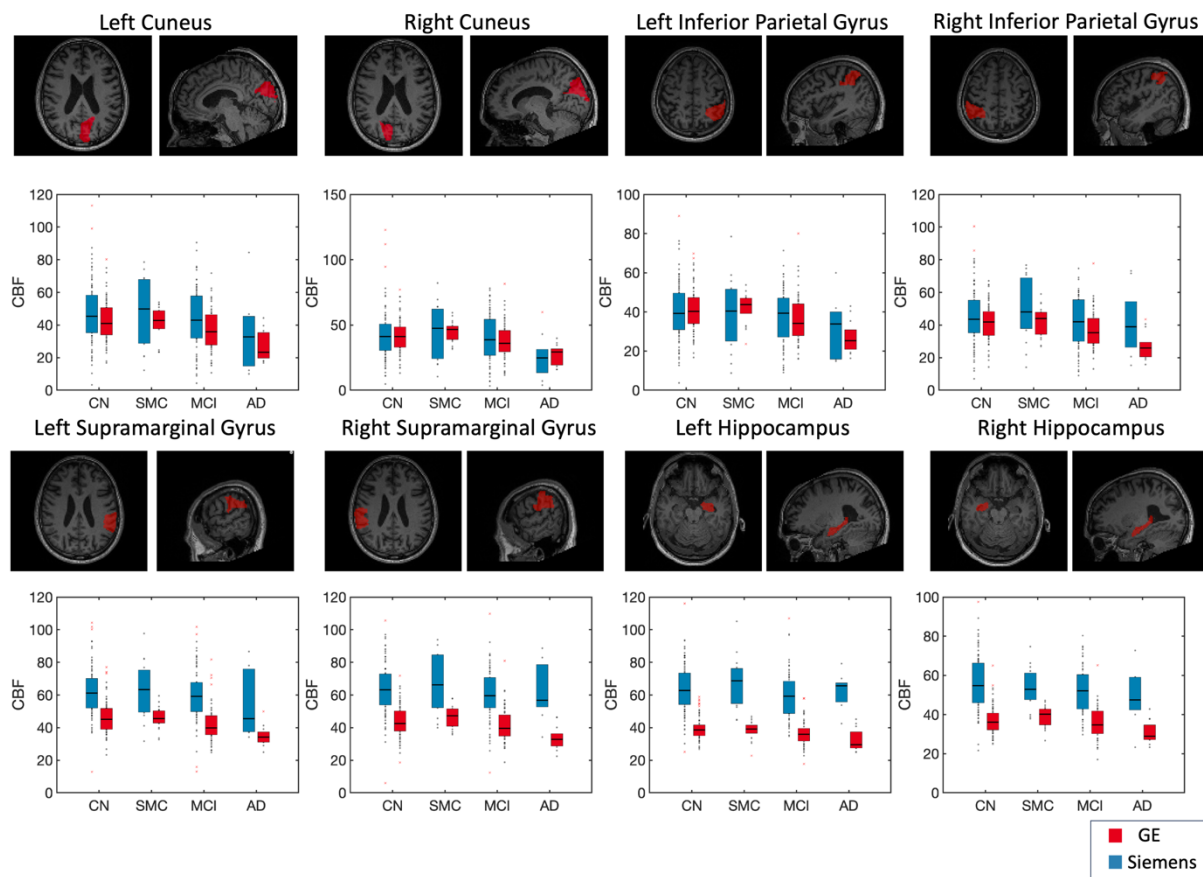 Left Cuneus Right Cuneus Left Inferior Parietal Gyrus Right Inferior Parietal Gyrus
120 150 100 120
100 80 100
80 100 60 80
60 40 60
40 50 20 40
20 20
0 0 0 0
CBF CBF CBF CBF
CN SMC MCI AD CN SMC MCI AD CN SMC MCI AD CN SMC MCI AD
Left Supramarginal Gyrus Right Supramarginal Gyrus Left Hippocampus Right Hippocampus
120 120 120 100
100 100 100 80
80 80 80 60
60 60 60 40
40 40 40 20
20 20 20
0 0 0 0
CBF CBF CBF CBF
CN SMC MCI AD CN SMC MCI AD CN SMC MCI AD CN SMC MCI AD
GE
Siemens